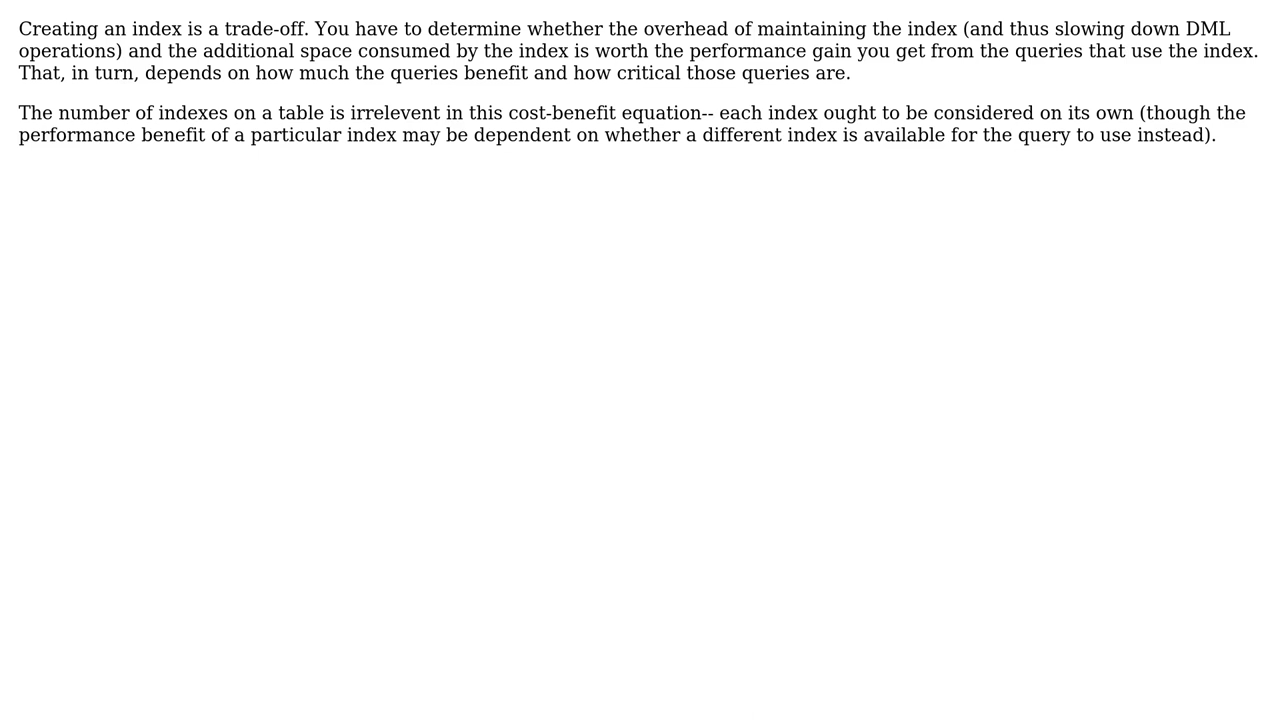 Creating an index is a trade-off. You have to determine whether the overhead of maintaining the index (and thus slowing down DML
operations) and the additional space consumed by the index is worth the performance gain you get from the queries that use the index.
That, in turn, depends on how much the queries benefit and how critical those queries are.
The number of indexes on a table is irrelevent in this cost-benefit equation-- each index ought to be considered on its own (though the
performance benefit of a particular index may be dependent on whether a different index is available for the query to use instead).